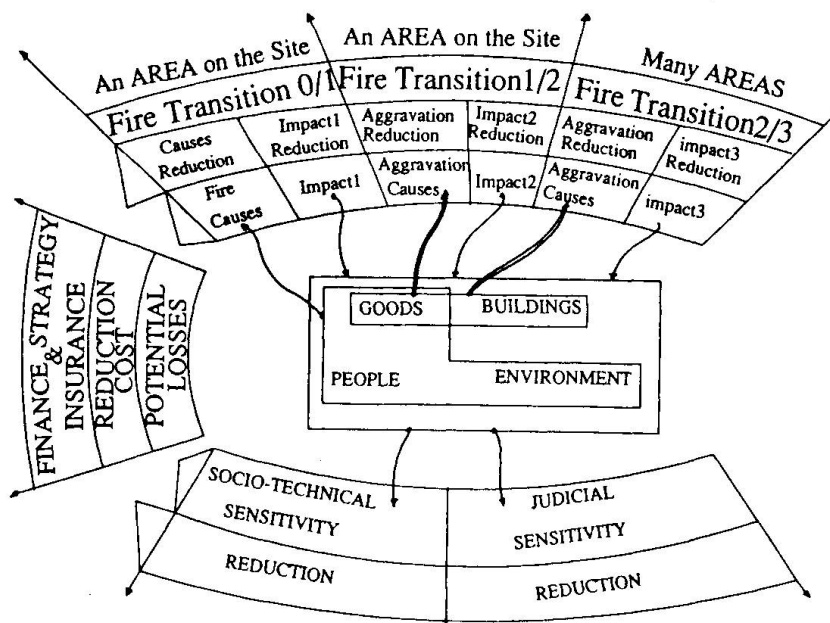 An AREA on the Site
An AREA on the Site
Many AREAS
Fire Transition 0/1
Fire Transition1/2
Fire Transition2/3
Causes
Reduction
Impact1
Reduction
Aggravation
Reduction
Impact2
Reduction
Aggravation
Reduction
impact3
Reduction
Fire
Causes
Impact1
Aggravation
Causes
Impact2
Aggravation
Causes
impact3
FINANCE STRATEGY
&
INSURANCE
REDUCTION
COST
POTENTIAL
LOSSES
GOODS
BUILDINGS
PEOPLE
ENVIRONMENT
SOCIO-TECHNICAL
SENSITIVITY
JUDICIAL
SENSITIVITY
REDUCTION
REDUCTION